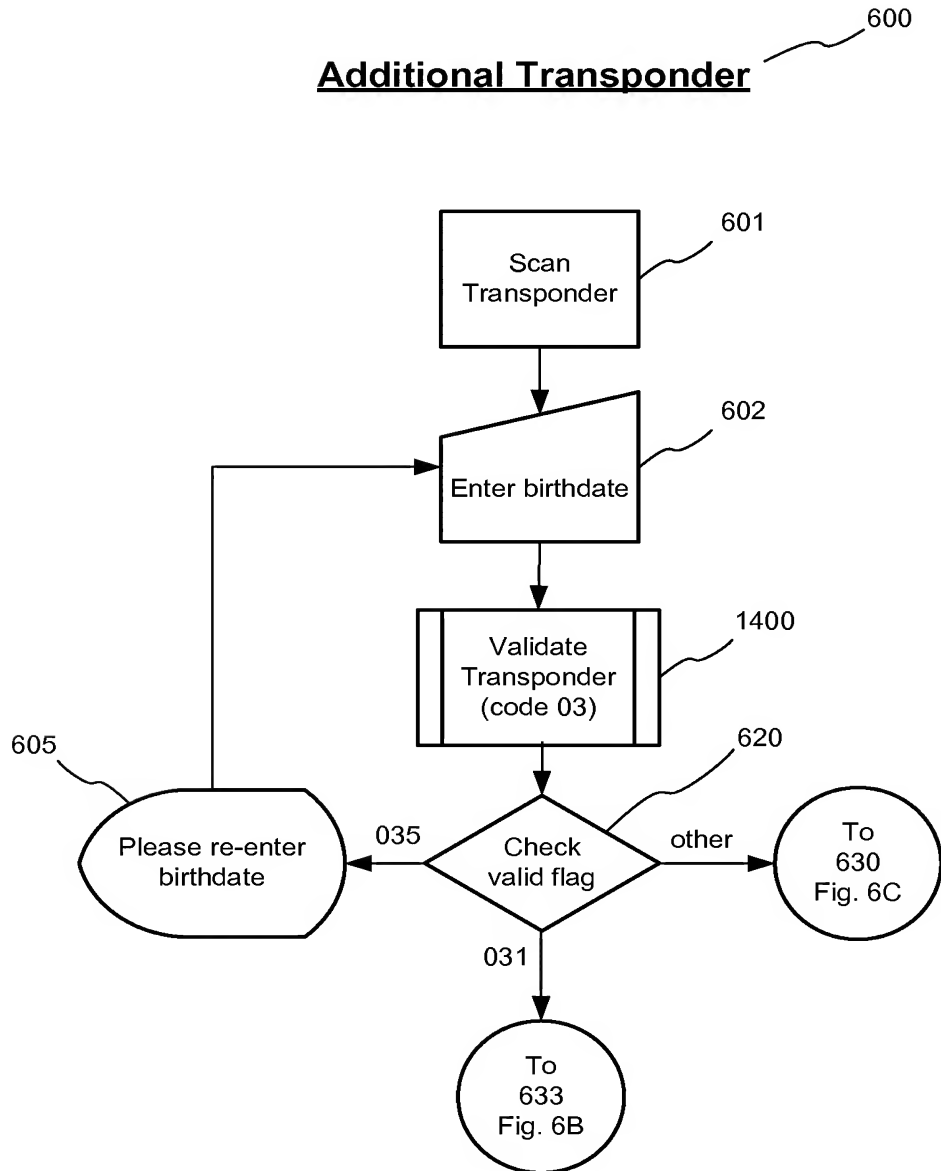 600
Additional Transponder
601
Scan
Transponder
602
Enter birthdate
1400
Validate
Transponder
(code 03)
605
620
035
Please re-enter
birthdate
Check
valid flag
other
To
630
Fig. 6C
031
To
633
Fig. 6B